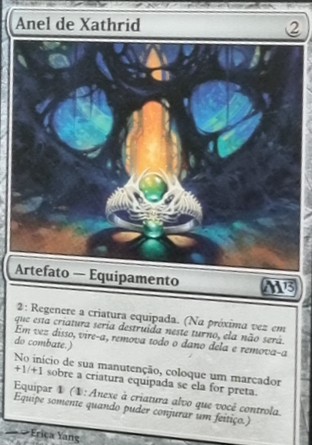 Anel de Xathrid 2
Artefato — Equipamento M13
2: Regenere a criatura equipada. (Na próxima vez em
que esta criatura seria destruída neste turno, ela não será.
Em vez disso, vire-a, remova todo o dano dela e remova-a
do combate.)
No início de sua manutenção, coloque um marcador
+1/+1 sobre a criatura equipada se ela for preta.
Equipar 1 (1: Anexe à criatura alvo que você controla.
Equipe somente quando puder conjurar um feitiço.)
Erica Yang